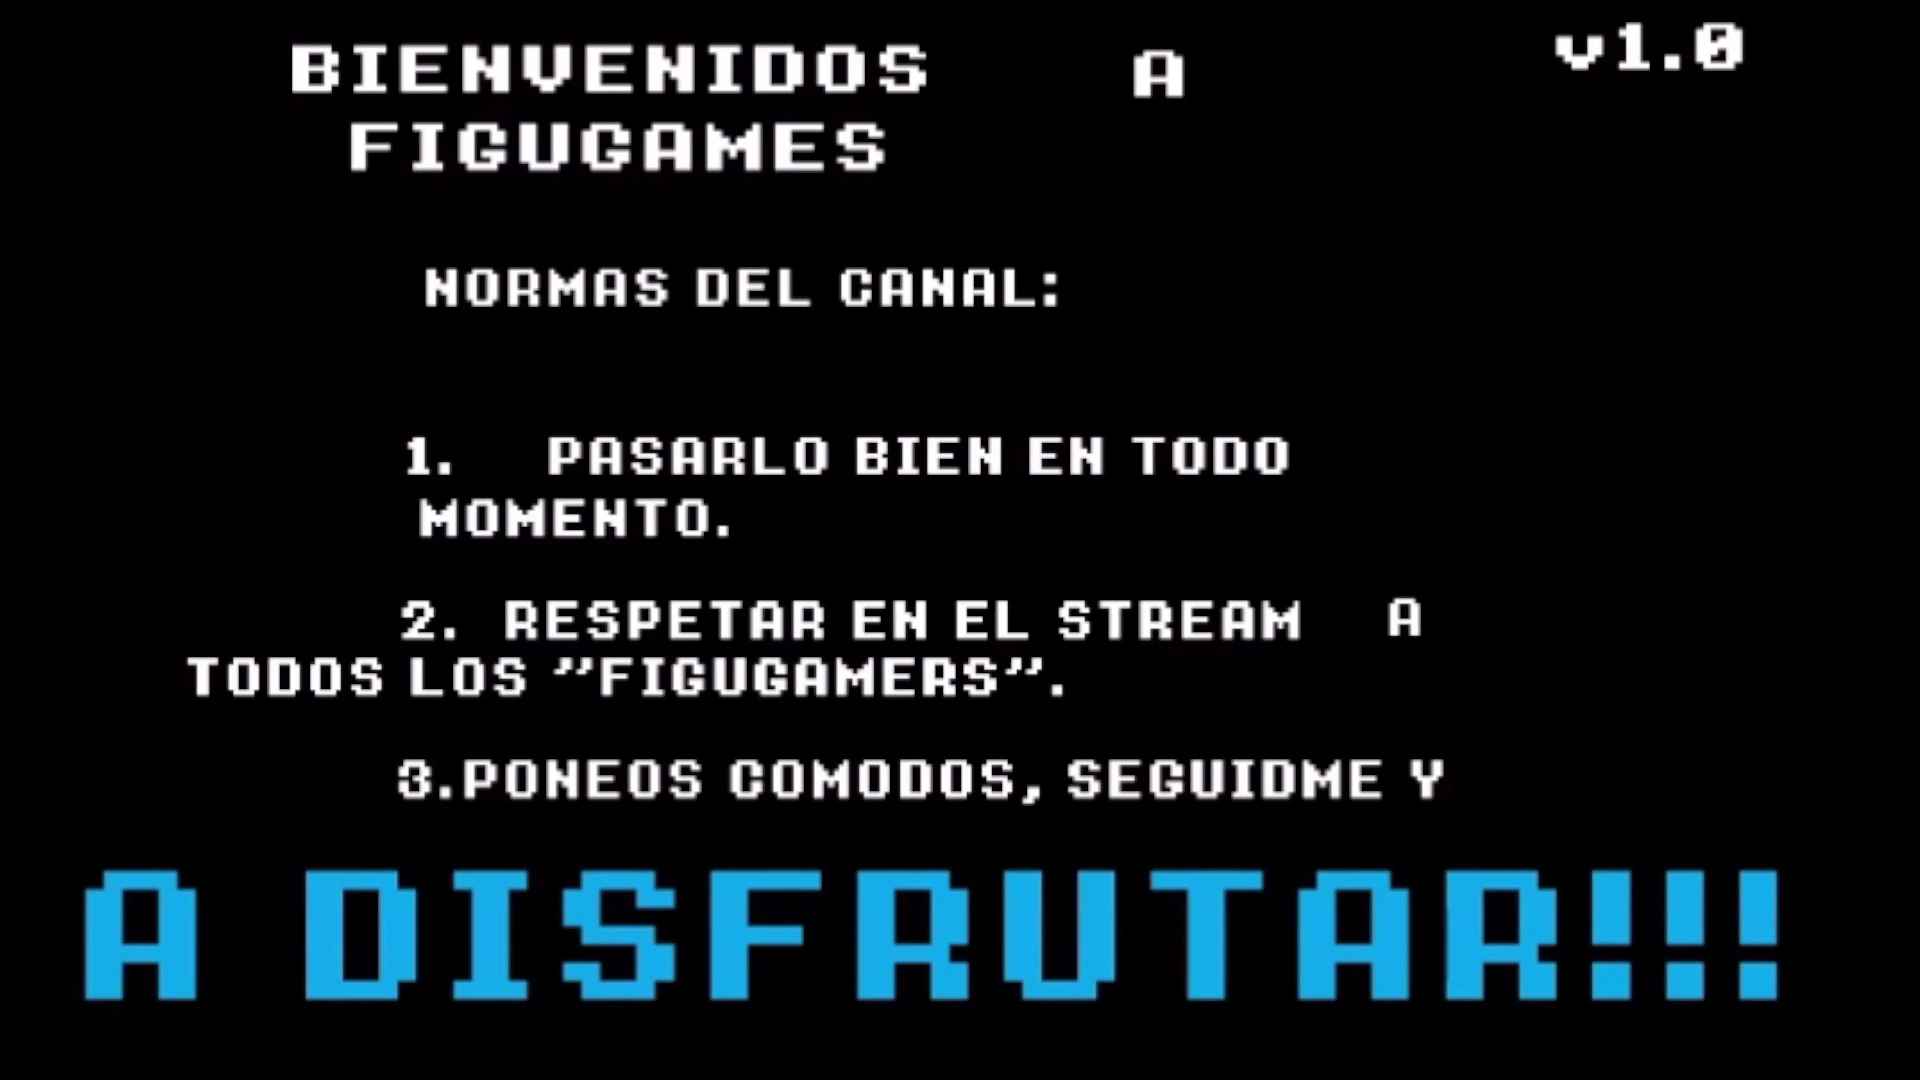 BIENVENIDOS A v1.0
FIGUGAMES
NORMAS DEL CANAL:
1. PASARLO BIEN EN TODO
MOMENTO.
2. RESPETAR EN EL STREAM A
TODOS LOS "FIGUGAMERS".
3.PONEOS COMODOS, SEGUIDME Y
A DISFRUTAR!!!